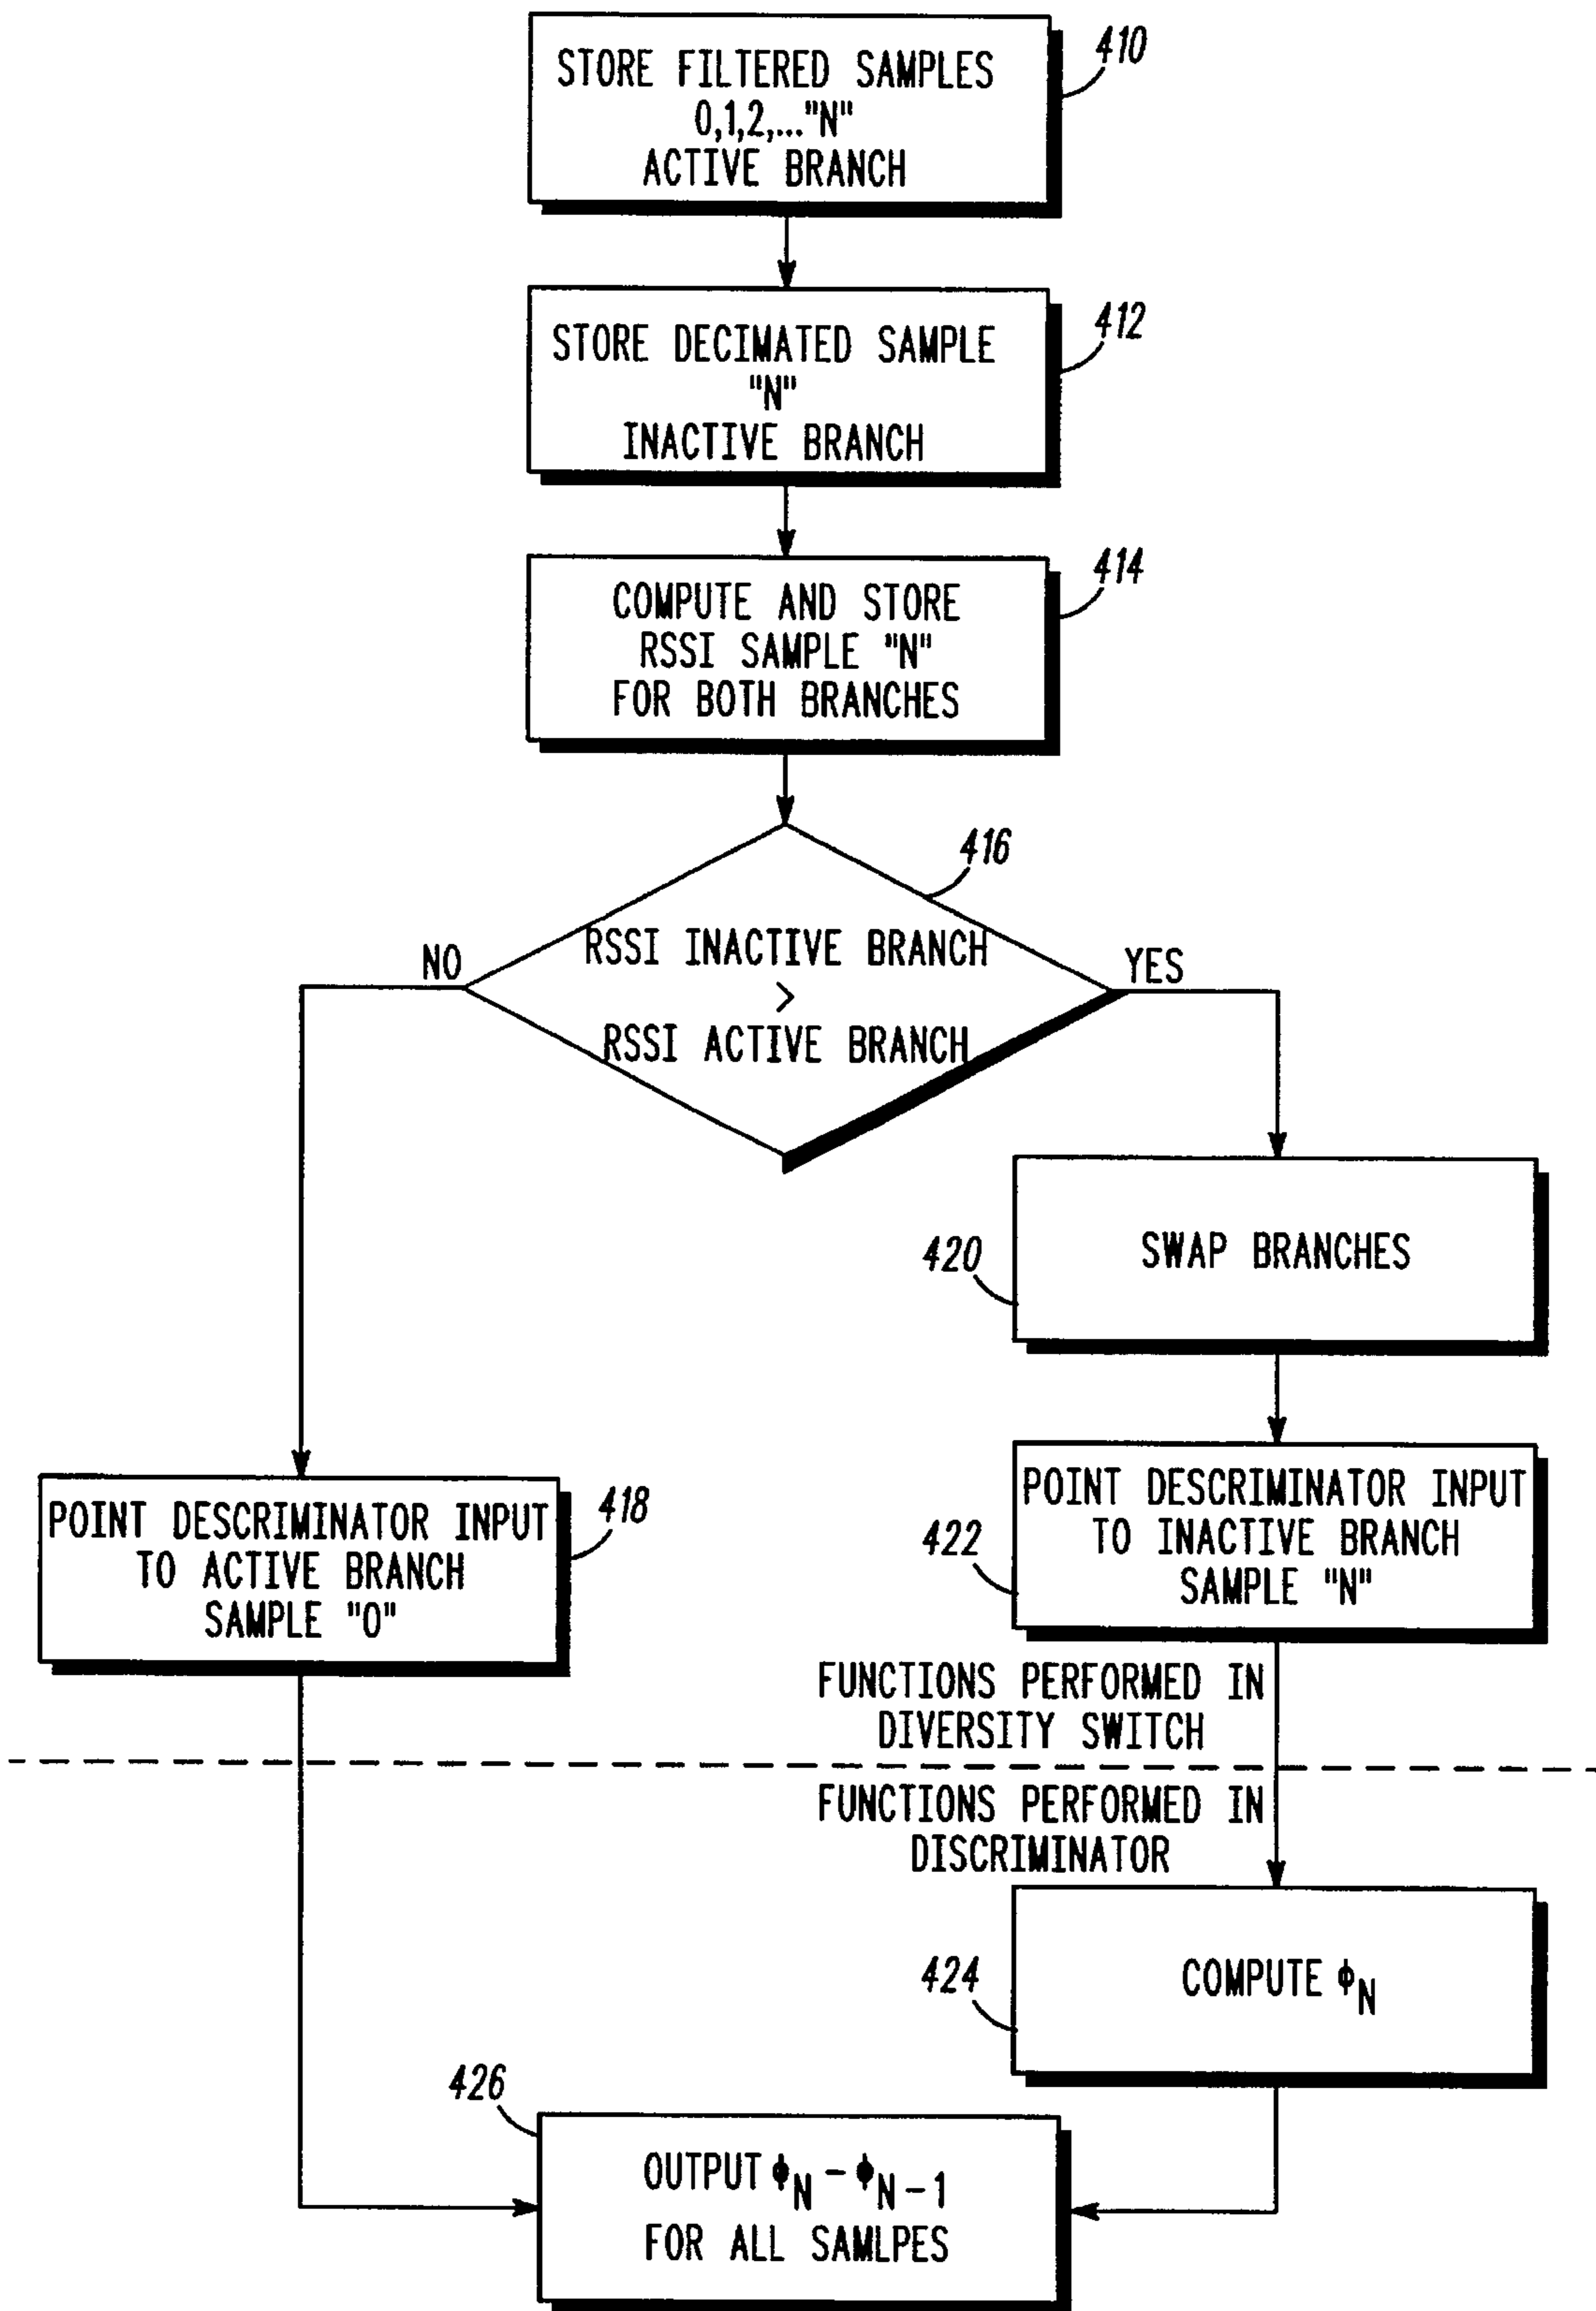 STORE FILTERED SAMPLES
0,1,2,..."N"
ACTIVE BRANCH
410
STORE DECIMATED SAMPLE
"N"
INACTIVE BRANCH
412
COMPUTE AND STORE
RSSI SAMPLE "N"
FOR BOTH BRANCHES
414
416
RSSI INACTIVE BRANCH
>
RSSI ACTIVE BRANCH
NO
YES
SWAP BRANCHES
420
POINT DESCRIMINATOR INPUT
TO ACTIVE BRANCH
SAMPLE "0"
418
POINT DESCRIMINATOR INPUT
TO INACTIVE BRANCH
SAMPLE "N"
422
FUNCTIONS PERFORMED IN
DIVERSITY SWITCH
FUNCTIONS PERFORMED IN
DISCRIMINATOR
COMPUTE ϕN
424
426
OUTPUT ϕN - ϕN-1
FOR ALL SAMLPES